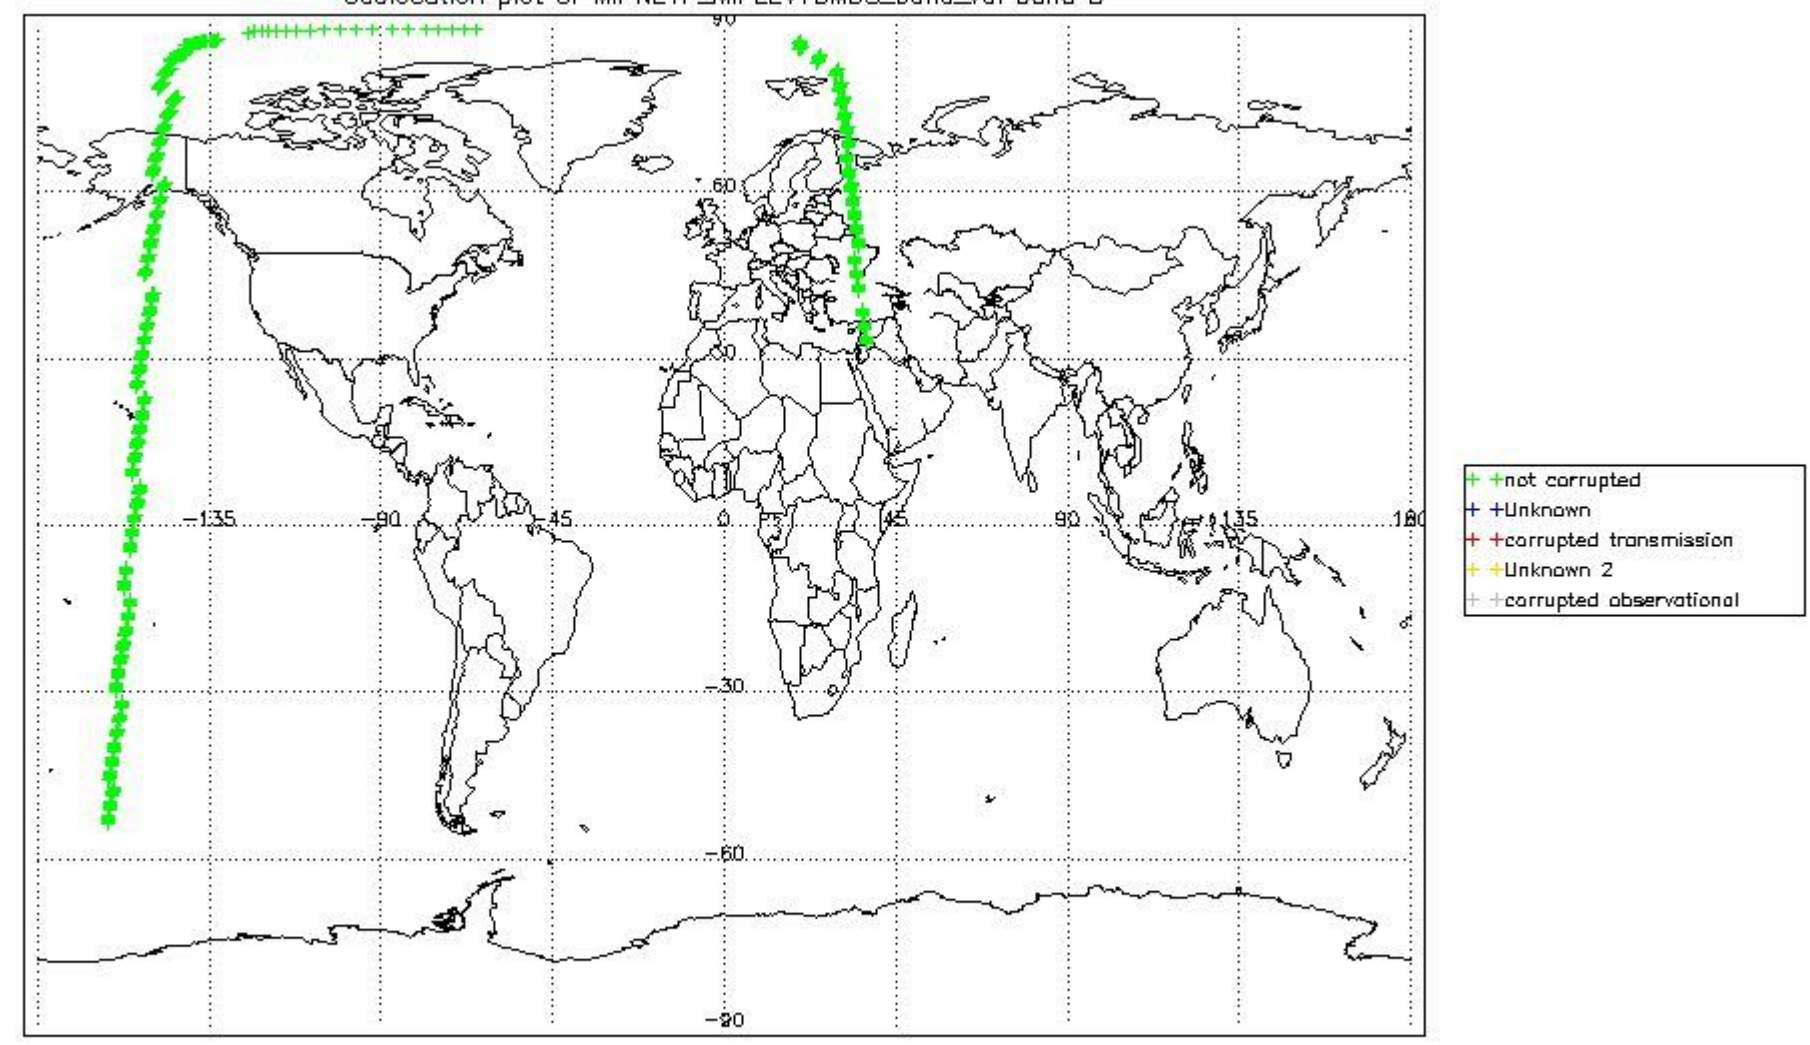 90
60
30
-135 -90 -45 0 45 90 135 180
-30
-60
-90
+ +not corrupted
+ +Unknown
+ +corrupted transmission
+ +Unknown 2
+ +corrupted observational